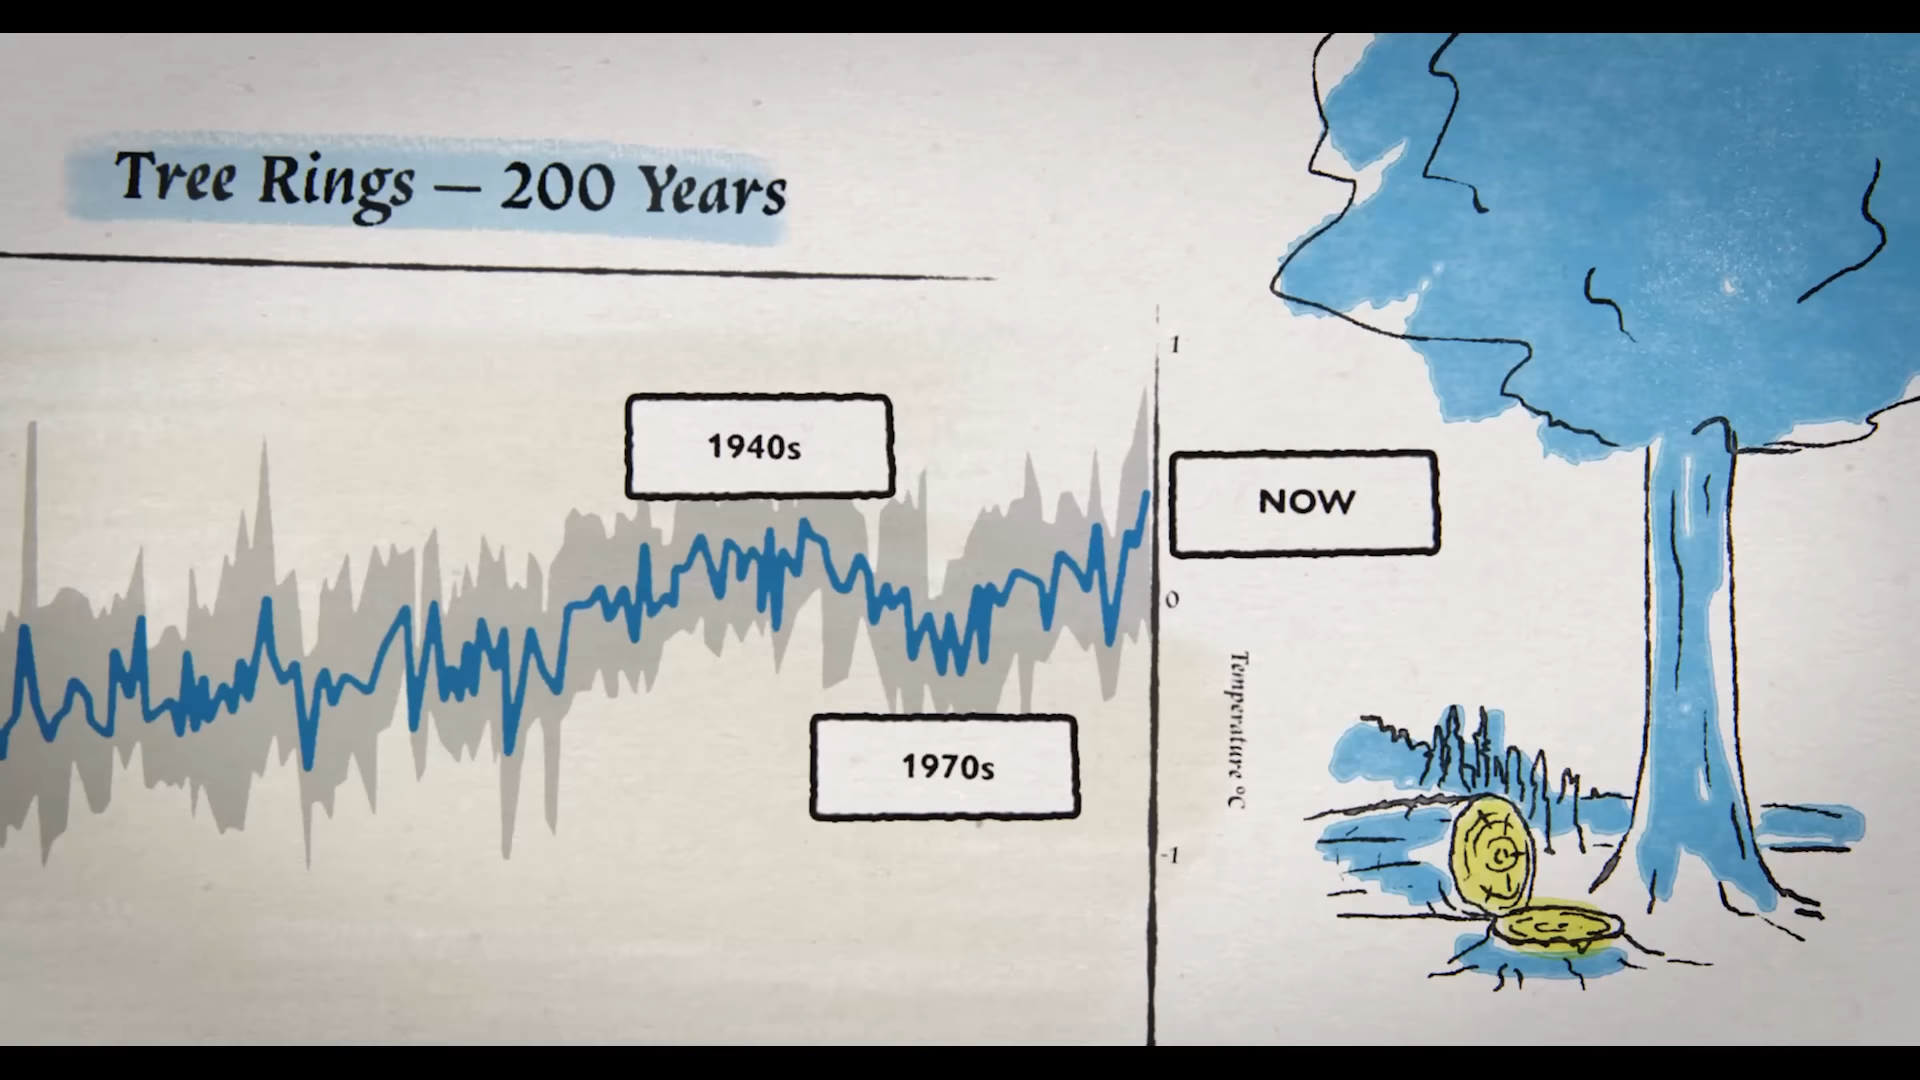 Tree Rings – 200 Years
1
1940s
NOW
0
Temperature °C
1970s
-1